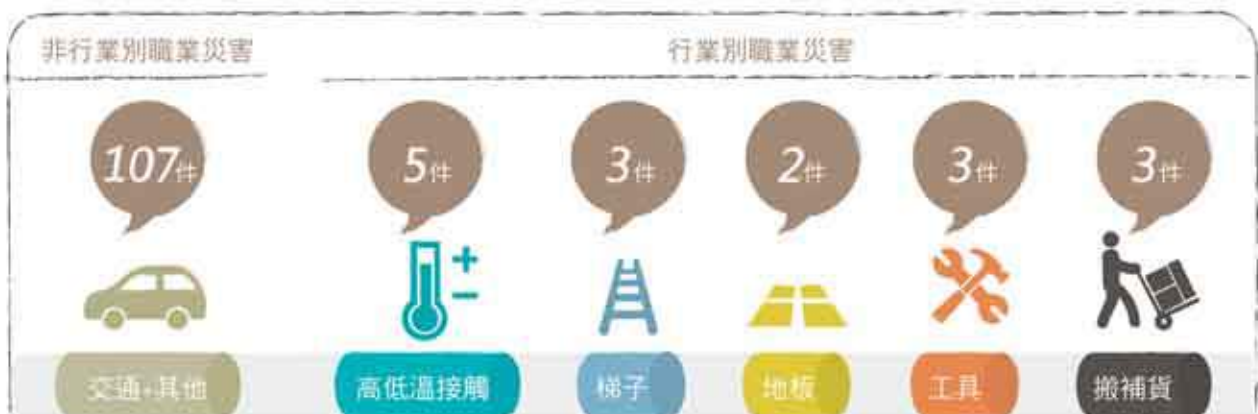 非行業別職業災害
行業別職業災害
107件
5件
3件
2件
3件
3件
+
−
交通+其他
高低溫接觸
梯子
地板
工具
搬補貨